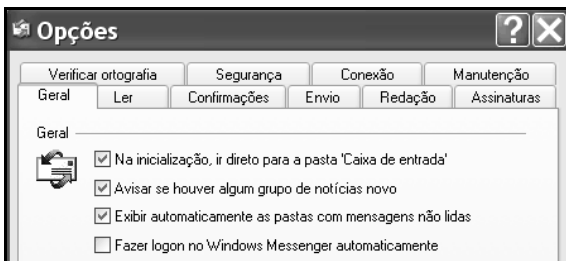 Opções
Verificar ortografia Segurança Conexão Manutenção
Geral Ler Confirmações Envio Redação Assinaturas
Geral
Na inicialização, ir direto para a pasta 'Caixa de entrada'
Avisar se houver algum grupo de notícias novo
Exibir automaticamente as pastas com mensagens não lidas
Fazer logon no Windows Messenger automaticamente